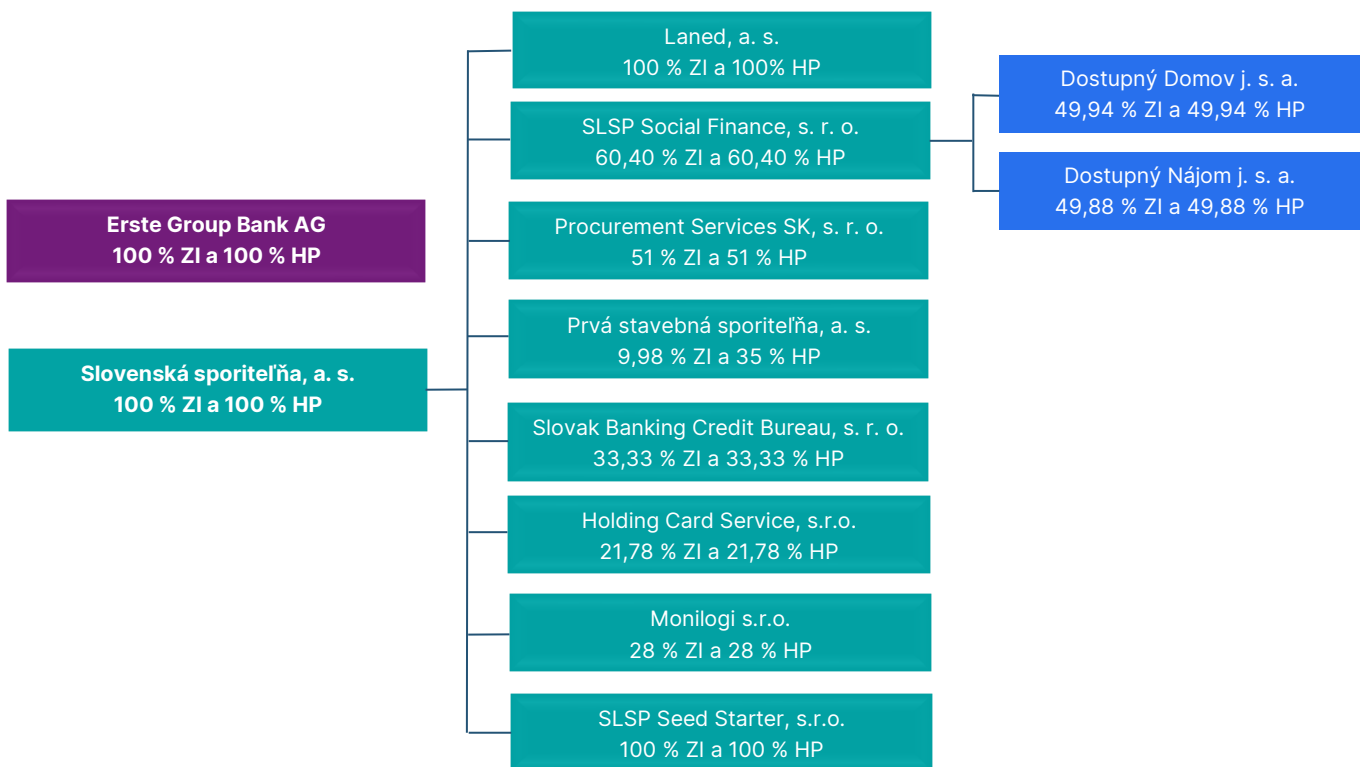 Erste Group Bank AG
100 % ZI a 100 % HP
Slovenská sporiteľňa, a. s.
100 % ZI a 100 % HP
Laned, a. s.
100 % ZI a 100% HP
SLSP Social Finance, s. r. o.
60,40 % ZI a 60,40 % HP
Procurement Services SK, s. r. o.
51 % ZI a 51 % HP
Prvá stavebná sporiteľňa, a. s.
9,98 % ZI a 35 % HP
Slovak Banking Credit Bureau, s. r. o.
33,33 % ZI a 33,33 % HP
Holding Card Service, s.r.o.
21,78 % ZI a 21,78 % HP
Monilogi s.r.o.
28 % ZI a 28 % HP
SLSP Seed Starter, s.r.o.
100 % ZI a 100 % HP
Dostupný Domov j. s. a.
49,94 % ZI a 49,94 % HP
Dostupný Nájom j. s. a.
49,88 % ZI a 49,88 % HP